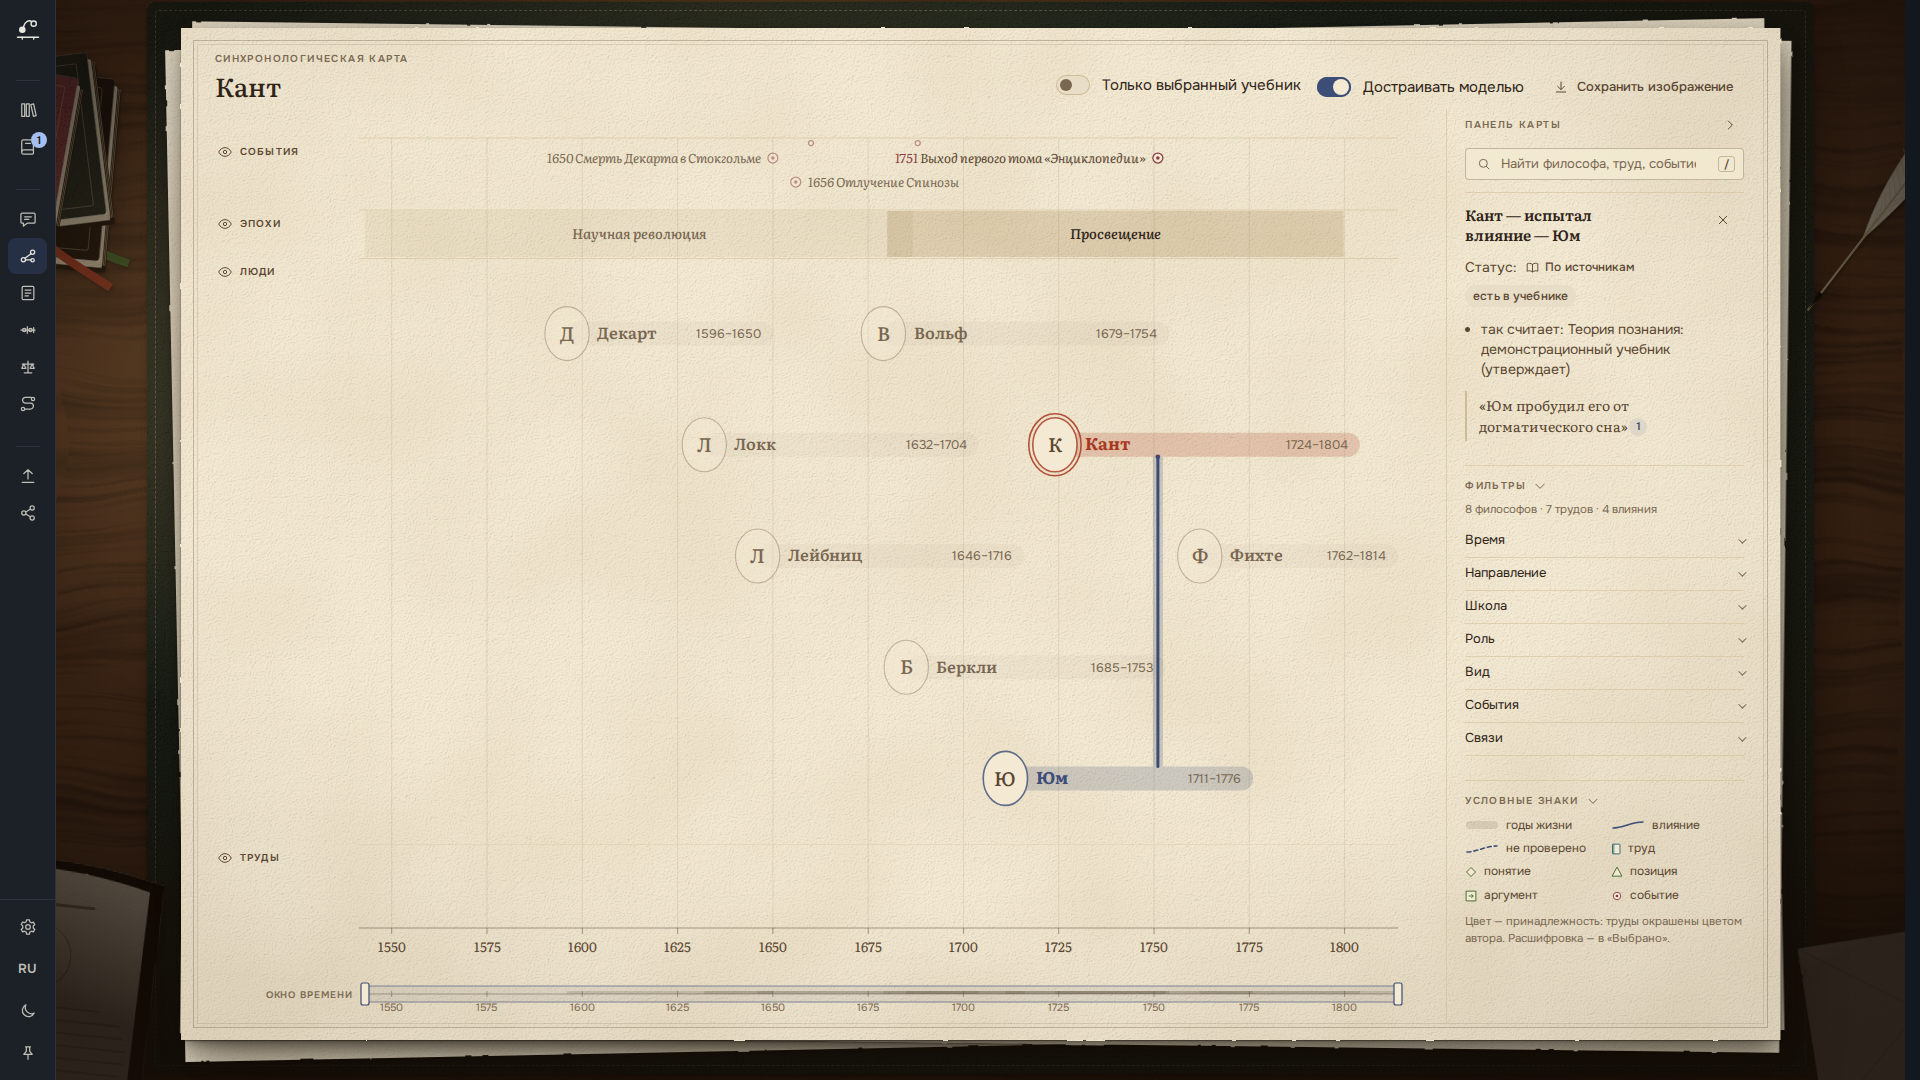 СИНХРОНОЛОГИЧЕСКАЯ КАРТА
Кант
Только выбранный учебник
Достраивать моделью
Сохранить изображение
1
СОБЫТИЯ
1650 Смерть Декарта в Стокгольме
1751 Выход первого тома «Энциклопедии»
1656 Отлучение Спинозы
ЭПОХИ
Научная революция
Просвещение
ЛЮДИ
Д Декарт 1596–1650
В Вольф 1679–1754
Л Локк 1632–1704
К Кант 1724–1804
Л Лейбниц 1646–1716
Ф Фихте 1762–1814
Б Беркли 1685–1753
Ю Юм 1711–1776
ТРУДЫ
1550 1575 1600 1625 1650 1675 1700 1725 1750 1775 1800
ОКНО ВРЕМЕНИ
1550 1575 1600 1625 1650 1675 1700 1725 1750 1775 1800
RU
ПАНЕЛЬ КАРТЫ
Найти философа, труд, событи
/
Кант — испытал
влияние — Юм
Статус: По источникам
есть в учебнике
так считает: Теория познания:
демонстрационный учебник
(утверждает)
«Юм пробудил его от
догматического сна» 1
ФИЛЬТРЫ
8 философов · 7 трудов · 4 влияния
Время
Направление
Школа
Роль
Вид
События
Связи
УСЛОВНЫЕ ЗНАКИ
годы жизни влияние
не проверено труд
понятие позиция
аргумент событие
Цвет — принадлежность: труды окрашены цветом
автора. Расшифровка — в «Выбрано».